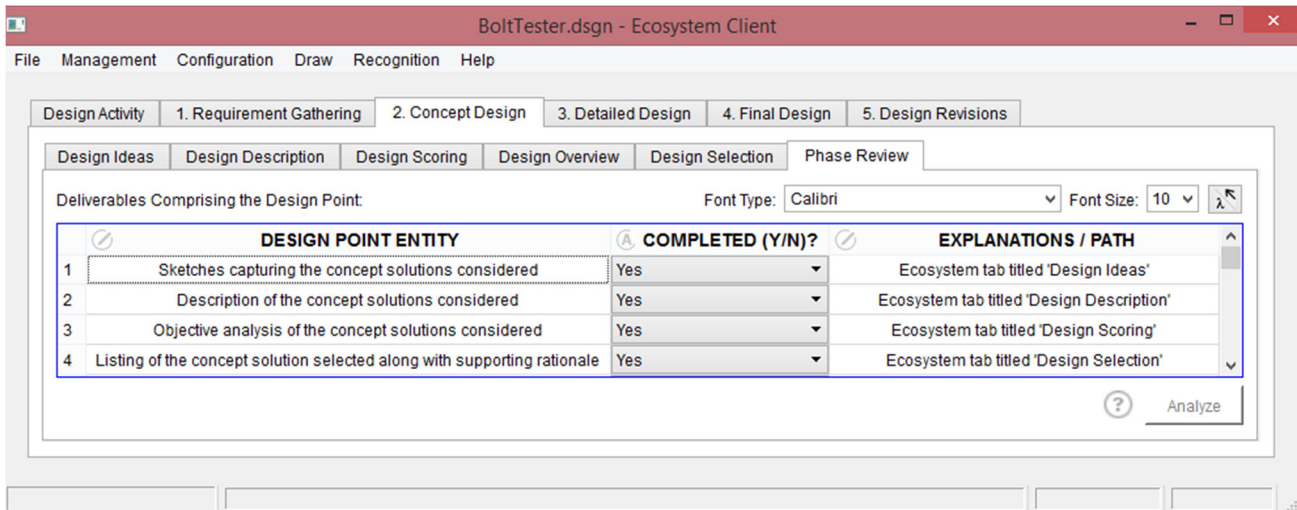 BoltTester.dsgn - Ecosystem Client
File Management Configuration Draw Recognition Help
Design Activity 1. Requirement Gathering 2. Concept Design 3. Detailed Design 4. Final Design 5. Design Revisions
Design Ideas Design Description Design Scoring Design Overview Design Selection Phase Review
Deliverables Comprising the Design Point: Font Type: Calibri Font Size: 10 λ
DESIGN POINT ENTITY A COMPLETED (Y/N)? EXPLANATIONS / PATH
1 Sketches capturing the concept solutions considered Yes Ecosystem tab titled 'Design Ideas'
2 Description of the concept solutions considered Yes Ecosystem tab titled 'Design Description'
3 Objective analysis of the concept solutions considered Yes Ecosystem tab titled 'Design Scoring'
4 Listing of the concept solution selected along with supporting rationale Yes Ecosystem tab titled 'Design Selection'
? Analyze